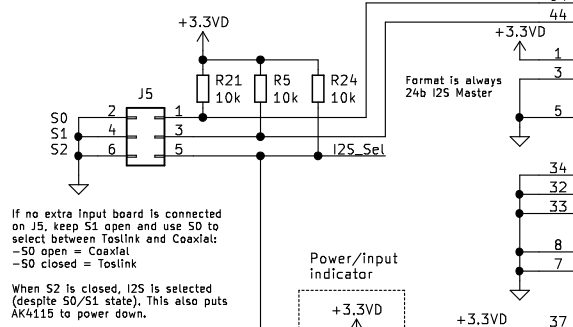 44
+3.3VD
+3.3VD
1
R21
10k
R5
10k
R24
10k
Format is always
24b I2S Master
3
J5
S0
2
1
5
S1
4
3
S2
6
5
I2S_Sel
34
32
33
If no extra input board is connected
on J5, keep S1 open and use S0 to
select between Toslink and Coaxial:
-S0 open = Coaxial
-S0 closed = Toslink
8
7
Power/input
indicator
When S2 is closed, I2S is selected
(despite S0/S1 state). This also puts
AK4115 to power down.
+3.3VD
+3.3VD
37